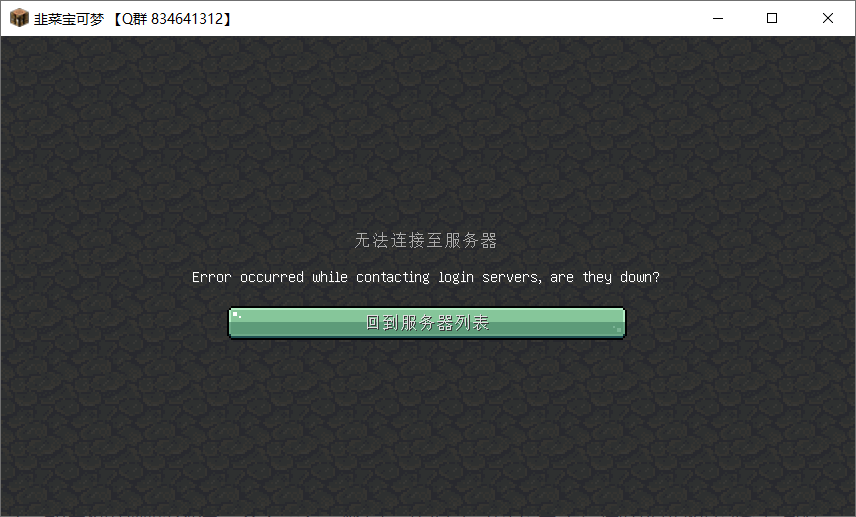 韭菜宝可梦 【Q群 834641312】
无法连接至服务器
Error occurred while contacting login servers, are they down?
回到服务器列表